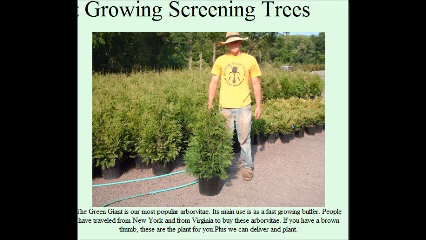 Growing Screening Trees
The Green Giant is our most popular arborvitae. Its main use is as a fast growing buffer. People
have traveled from New York and from Virginia to buy these arborvitae. If you have a brown
thumb, these are the plant for you.Plus we can deliver and plant.